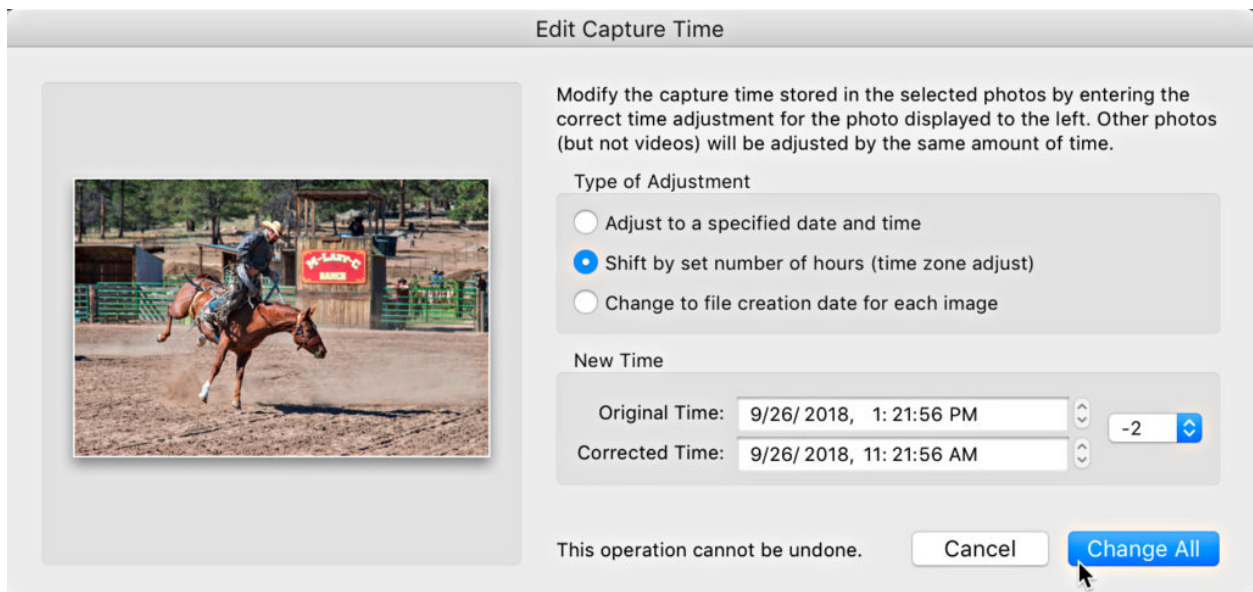 Edit Capture Time
Modify the capture time stored in the selected photos by entering the
correct time adjustment for the photo displayed to the left. Other photos
(but not videos) will be adjusted by the same amount of time.
Type of Adjustment
Adjust to a specified date and time
Shift by set number of hours (time zone adjust)
Change to file creation date for each image
M-LAZY-C
RANCH
New Time
Original Time: 9/26/ 2018, 1: 21:56 PM
-2
Corrected Time: 9/26/ 2018, 11: 21:56 AM
This operation cannot be undone. Cancel Change All